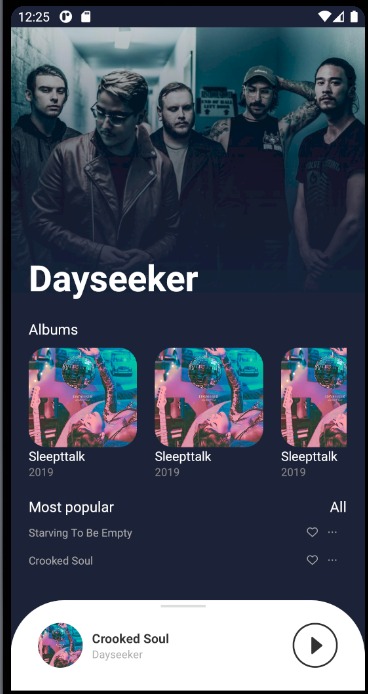 12:25
Dayseeker
Albums
Sleepttalk Sleepttalk Sleepttalk
2019 2019 2019
Most popular All
Starving To Be Empty
Crooked Soul
Crooked Soul
Dayseeker